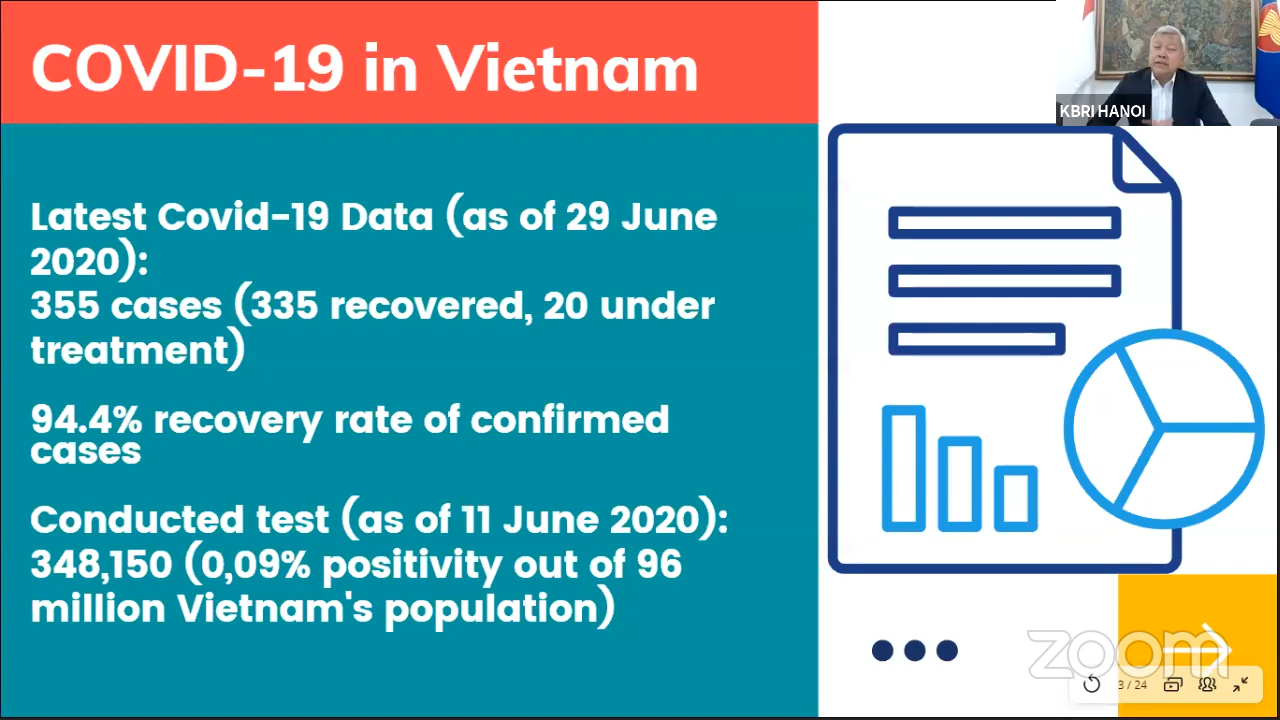 COVID-19 in Vietnam
KBRI HANOI
Latest Covid-19 Data (as of 29 June
2020):
355 cases (335 recovered, 20 under
treatment)
94.4% recovery rate of confirmed
cases
Conducted test (as of 11 June 2020):
348,150 (0,09% positivity out of 96
million Vietnam's population)
zoom
3 / 24